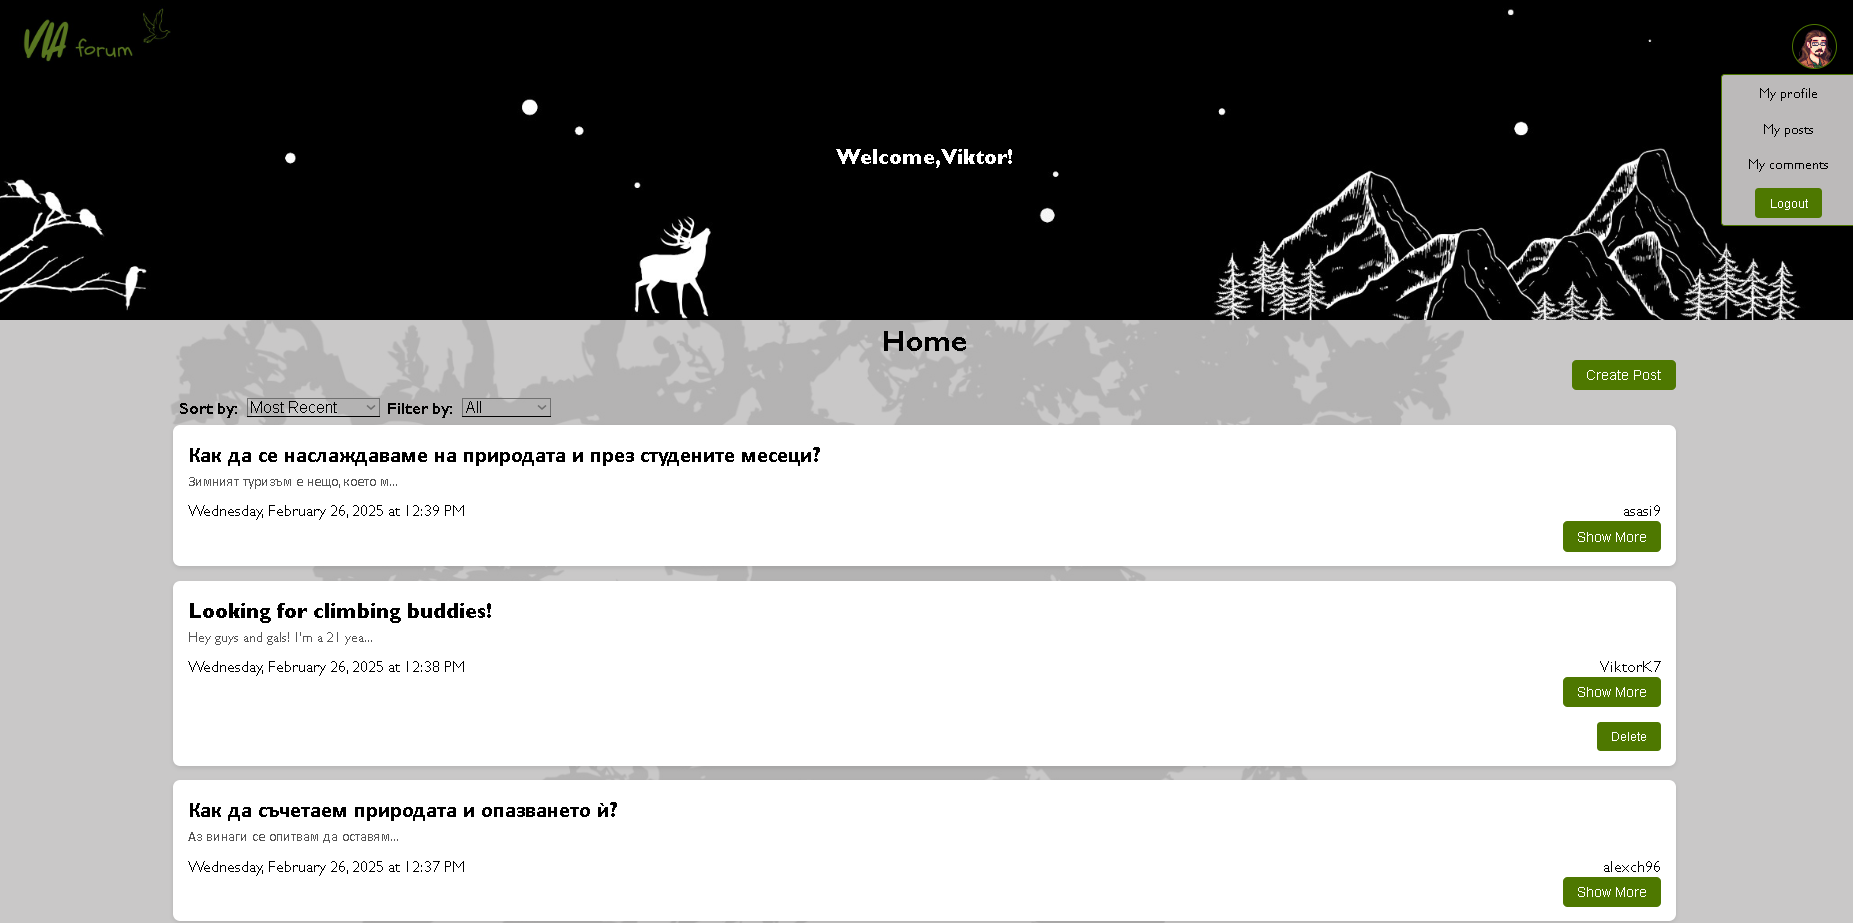 VIA forum
My profile
My posts
My comments
Logout
Welcome, Viktor!
Home
Create Post
Sort by: Most Recent Filter by: All
Как да се наслаждаваме на природата и през студените месеци?
Зимният туризъм е нещо, което м...
Wednesday, February 26, 2025 at 12:39 PM asasi9
Show More
Looking for climbing buddies!
Hey guys and gals! I'm a 21 yea...
Wednesday, February 26, 2025 at 12:38 PM ViktorK7
Show More
Delete
Как да съчетаем природата и опазването ѝ?
Аз винаги се опитвам да оставям...
Wednesday, February 26, 2025 at 12:37 PM alexch96
Show More